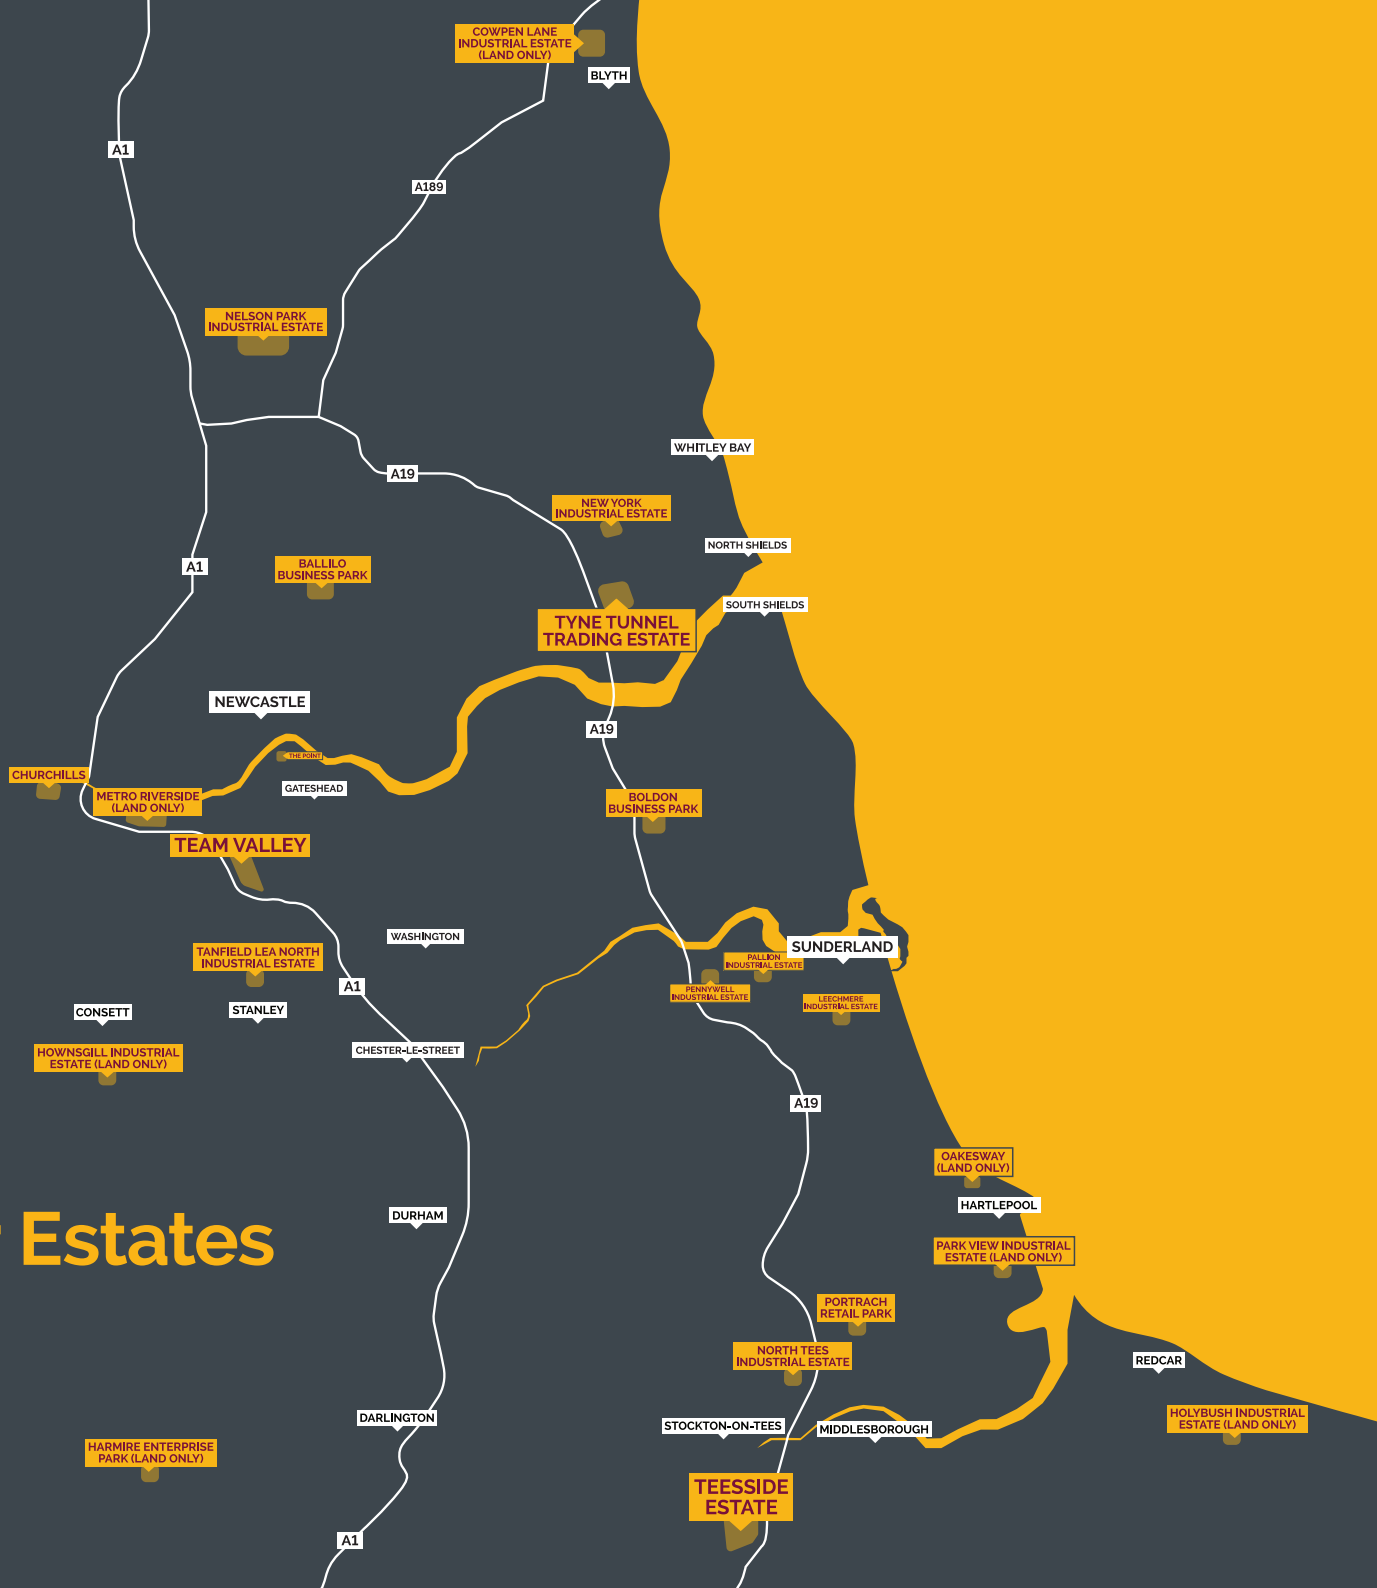 COWPEN LANE
INDUSTRIAL ESTATE
(LAND ONLY)
BLYTH
A1
A189
NELSON PARK
INDUSTRIAL ESTATE
WHITLEY BAY
A19
NEW YORK
INDUSTRIAL ESTATE
NORTH SHIELDS
A1
BALLILO
BUSINESS PARK
SOUTH SHIELDS
TYNE TUNNEL
TRADING ESTATE
NEWCASTLE
A19
THE POINT
CHURCHILLS
GATESHEAD
METRO RIVERSIDE
(LAND ONLY)
BOLDON
BUSINESS PARK
TEAM VALLEY
WASHINGTON
SUNDERLAND
TANFIELD LEA NORTH
INDUSTRIAL ESTATE
PALLION
INDUSTRIAL ESTATE
A1
PENNYWELL
INDUSTRIAL ESTATE
LEECHMERE
INDUSTRIAL ESTATE
CONSETT
STANLEY
CHESTER-LE-STREET
HOWNSGILL INDUSTRIAL
ESTATE (LAND ONLY)
A19
OAKESWAY
(LAND ONLY)
HARTLEPOOL
DURHAM
Estates
PARK VIEW INDUSTRIAL
ESTATE (LAND ONLY)
PORTRACH
RETAIL PARK
NORTH TEES
INDUSTRIAL ESTATE
REDCAR
DARLINGTON
STOCKTON-ON-TEES
MIDDLESBOROUGH
HOLYBUSH INDUSTRIAL
ESTATE (LAND ONLY)
HARMIRE ENTERPRISE
PARK (LAND ONLY)
TEESSIDE
ESTATE
A1